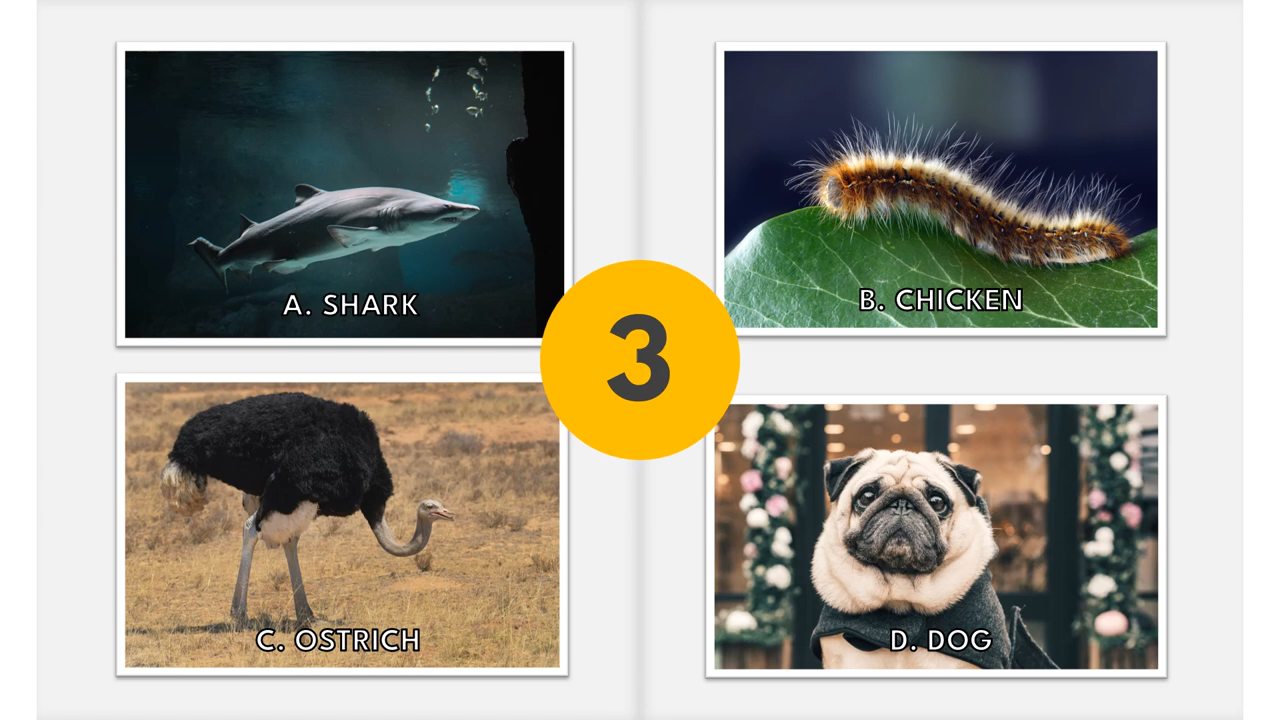 A. SHARK
B. CHICKEN
3
C. OSTRICH
D. DOG